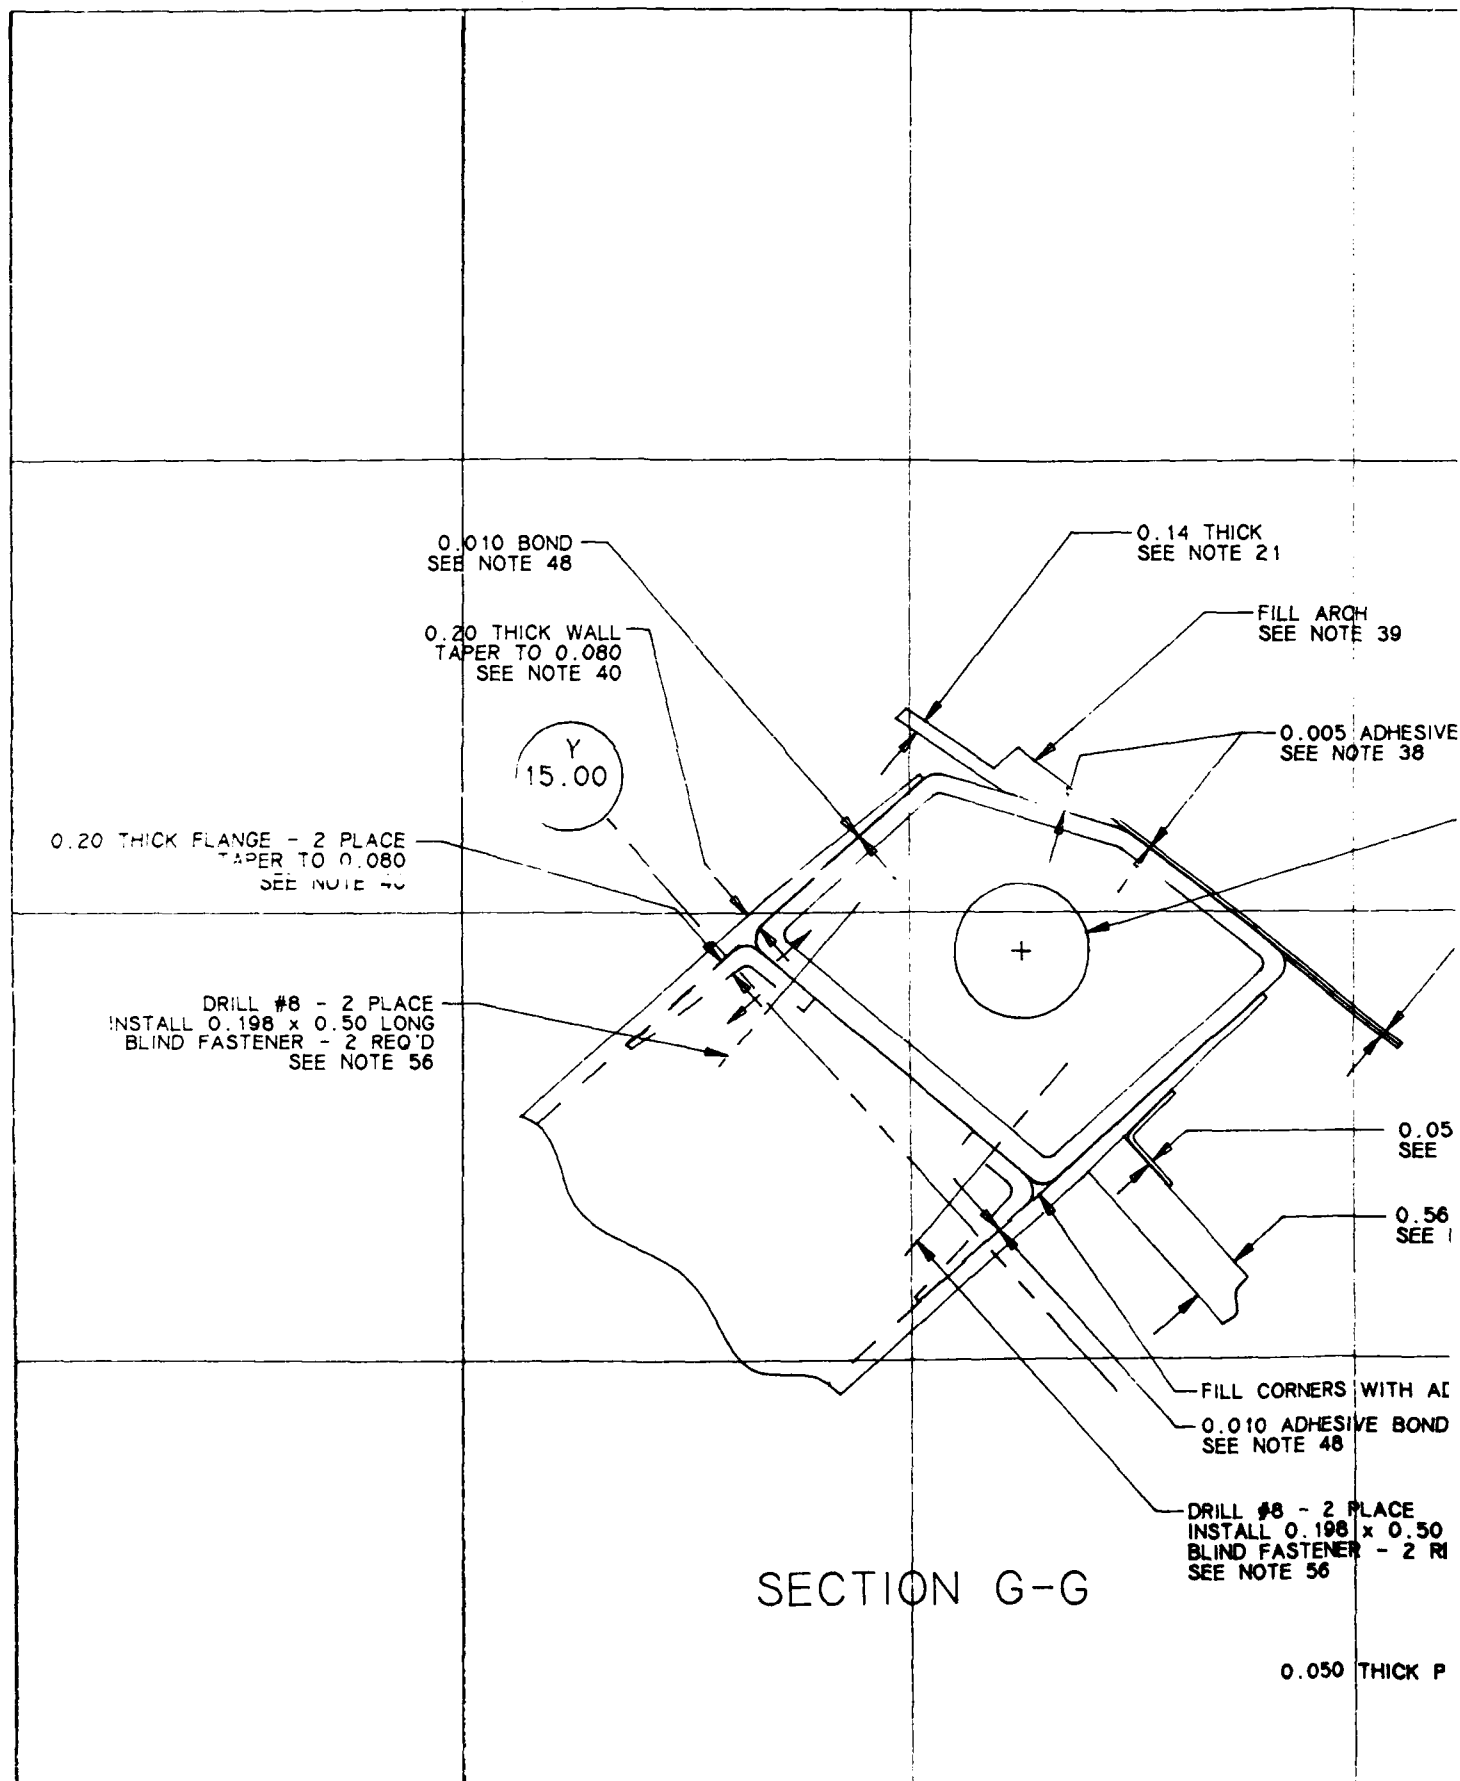 0.010 BOND
SEE NOTE 48
0.14 THICK
SEE NOTE 21
0.20 THICK WALL
TAPER TO 0.080
SEE NOTE 40
FILL ARCH
SEE NOTE 39
Y
15.00
0.005 ADHESIVE
SEE NOTE 38
0.20 THICK FLANGE - 2 PLACE
TAPER TO 0.080
SEE NOTE
DRILL #8 - 2 PLACE
INSTALL 0.198 x 0.50 LONG
BLIND FASTENER - 2 REQ'D
SEE NOTE 56
0.05
SEE
0.56
SEE
FILL CORNERS WITH
0.010 ADHESIVE BOND
SEE NOTE 48
DRILL #8 - 2 PLACE
INSTALL 0.198 x 0.50
BLIND FASTENER - 2
SEE NOTE 56
SECTION G-G
0.050 THICK P